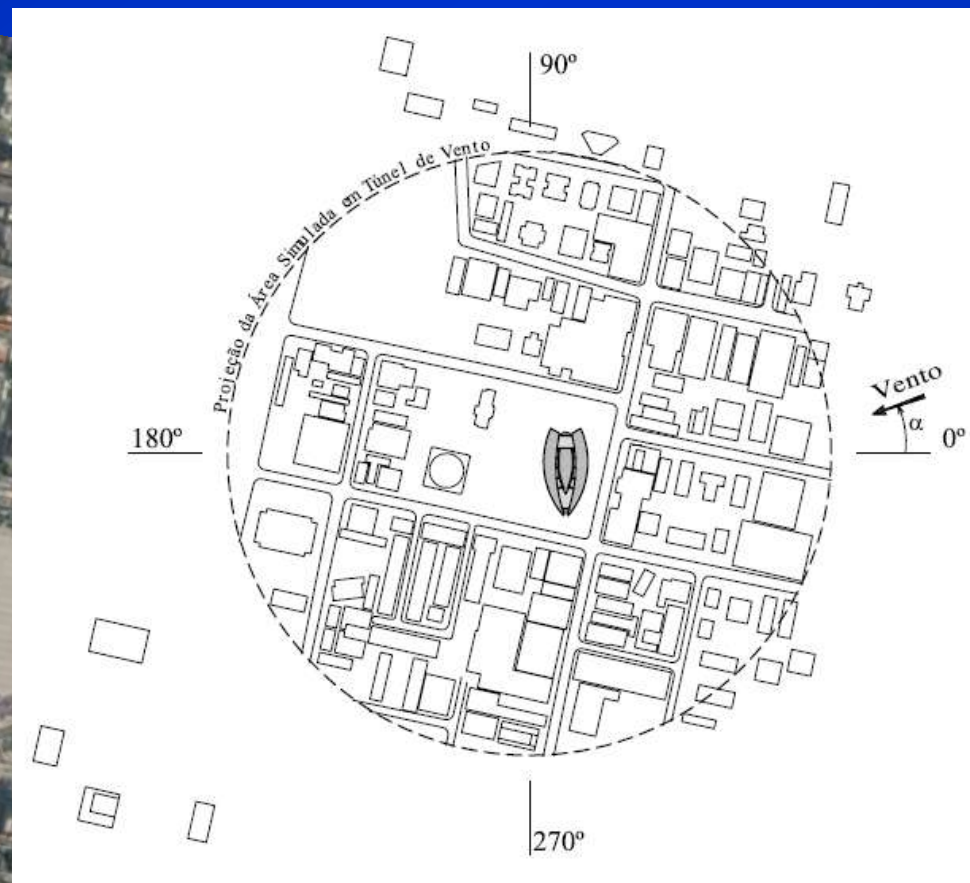 90º
Projeção da Área Simulada em Túnel de Vento
Vento
α
180º
0º
270º